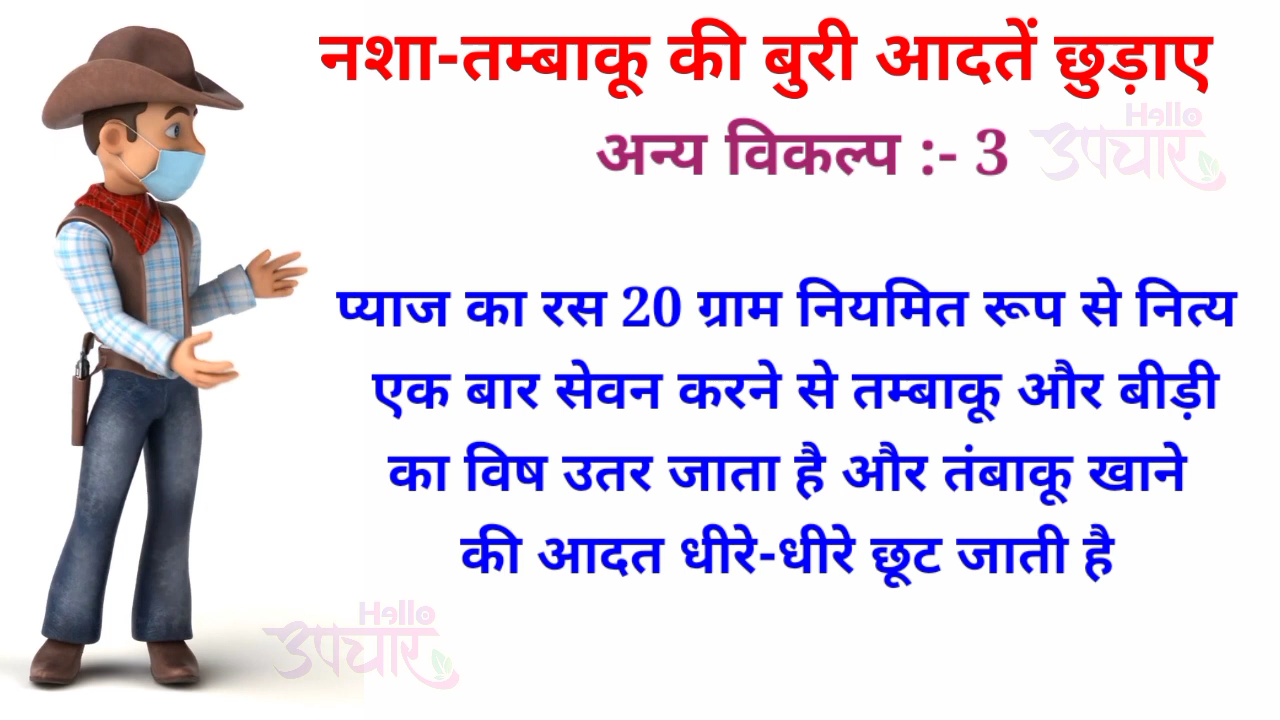 नशा-तम्बाकू की बुरी आदतें छुड़ाए
अन्य विकल्प :- 3
Hello
उपचार
प्याज का रस 20 ग्राम नियमित रूप से नित्य
एक बार सेवन करने से तम्बाकू और बीड़ी
का विष उतर जाता है और तंबाकू खाने
की आदत धीरे-धीरे छूट जाती है
Hello
उपचार